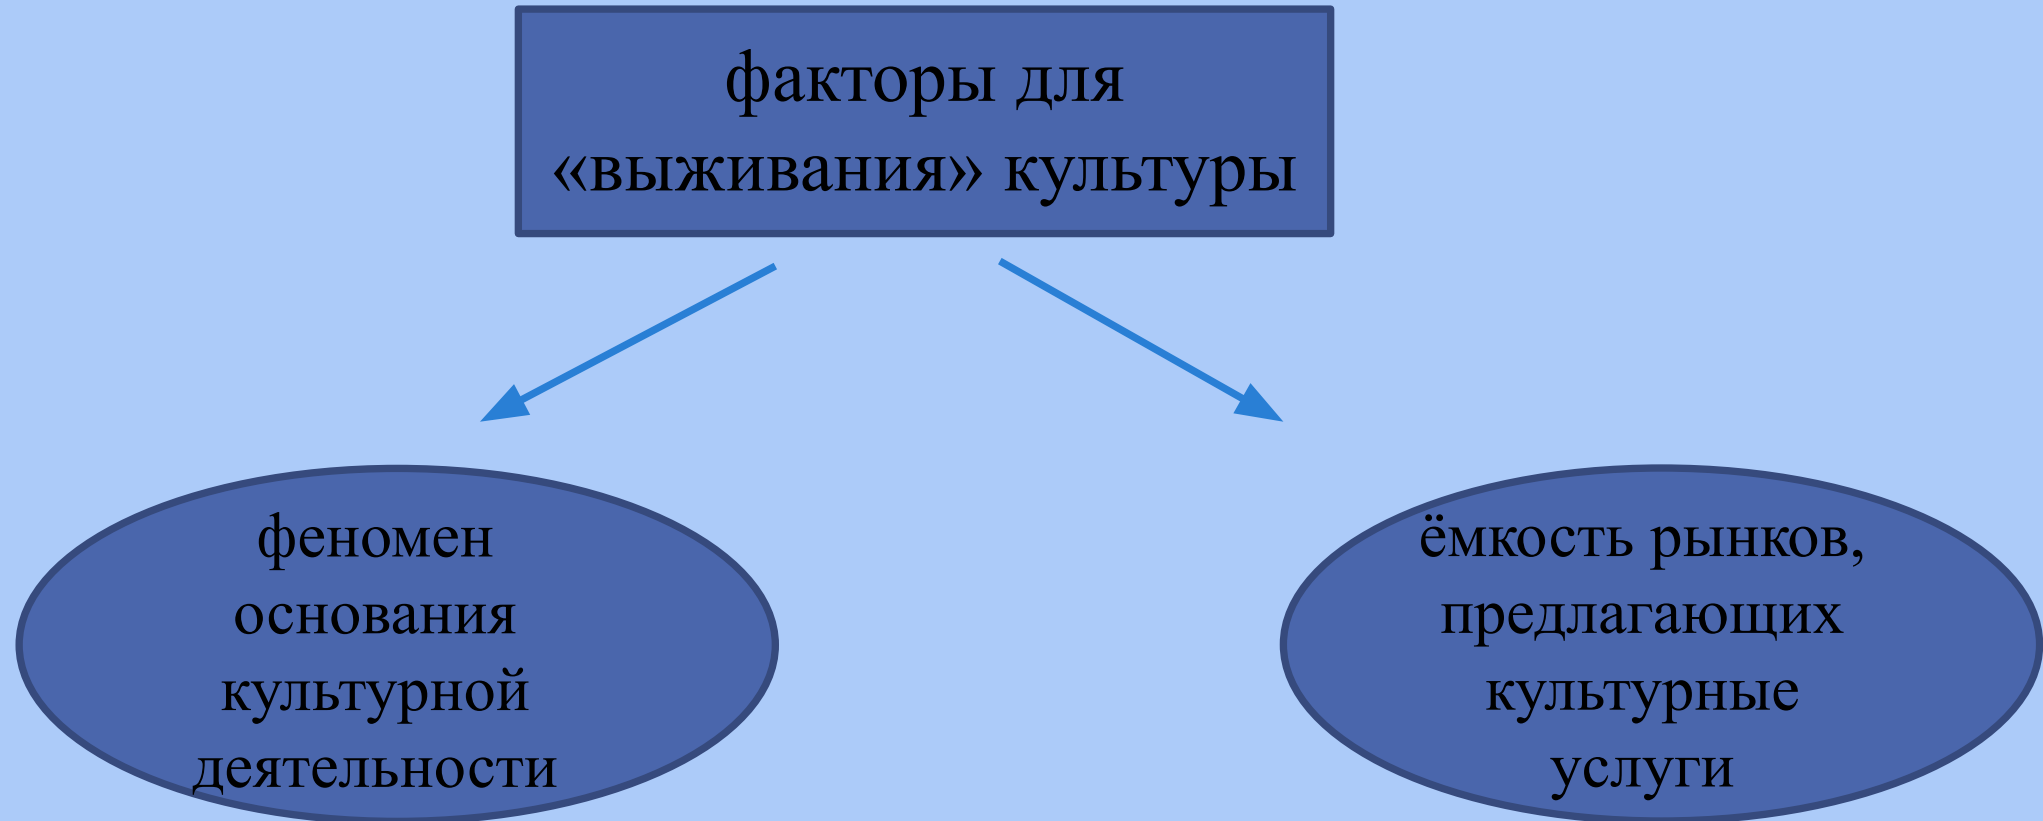 факторы для
«выживания» культуры
феномен
основания
культурной
деятельности
ёмкость рынков,
предлагающих
культурные
услуги